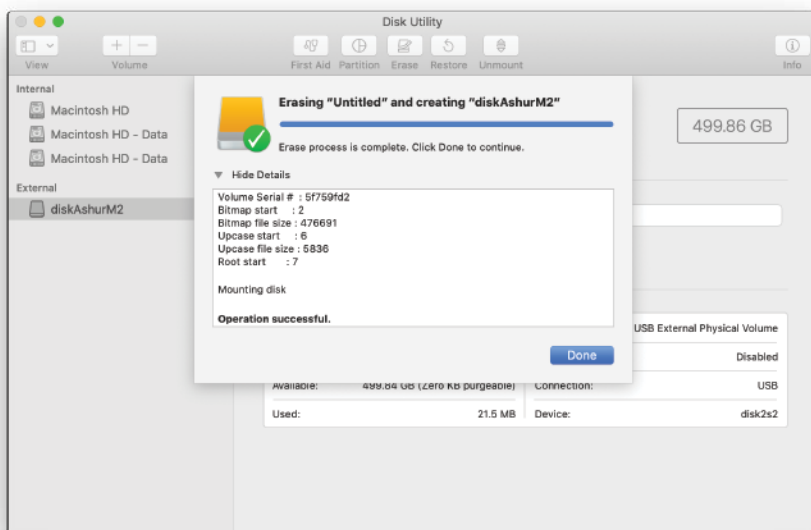 Disk Utility
View
Volume
First Aid
Partition
Erase
Restore
Unmount
Info
Internal
Macintosh HD
Macintosh HD - Data
Macintosh HD - Data
External
diskAshurM2
Erasing "Untitled" and creating "diskAshurM2"
Erase process is complete. Click Done to continue.
Hide Details
Volume Serial # : 5f759fd2
Bitmap start : 2
Bitmap file size : 476691
Upcase start : 6
Upcase file size : 5836
Root start : 7
Mounting disk
Operation successful.
Done
499.86 GB
USB External Physical Volume
Disabled
Available: 499.84 GB (Zero KB purgeable)
Connection: USB
Used: 21.5 MB
Device: disk2s2